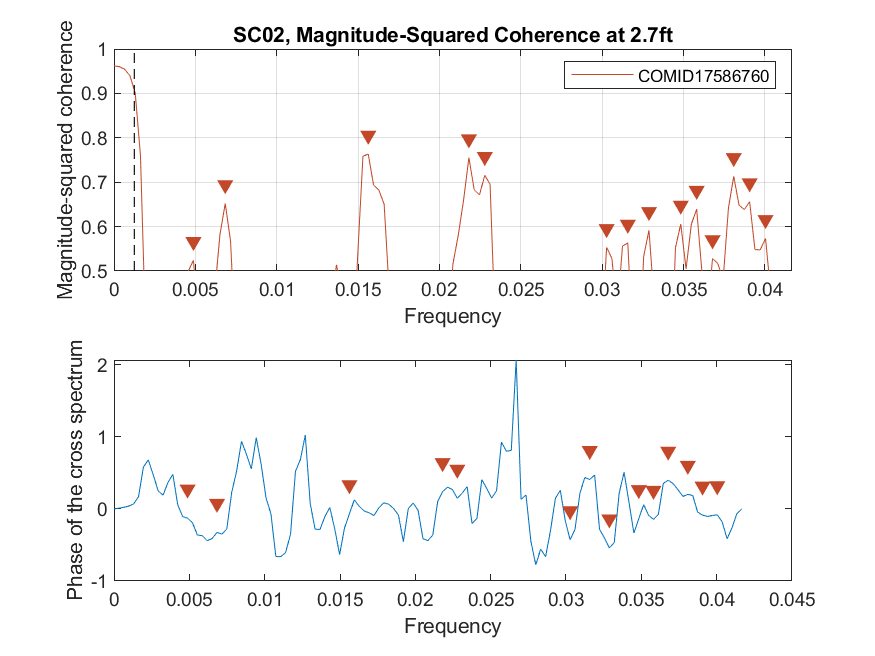 SC02, Magnitude-Squared Coherence at 2.7ft
Magnitude-squared coherence
1
0.9
0.8
0.7
0.6
0.5
COMID17586760
0 0.005 0.01 0.015 0.02 0.025 0.03 0.035 0.04
Frequency
Phase of the cross spectrum
2
1
0
-1
0 0.005 0.01 0.015 0.02 0.025 0.03 0.035 0.04 0.045
Frequency